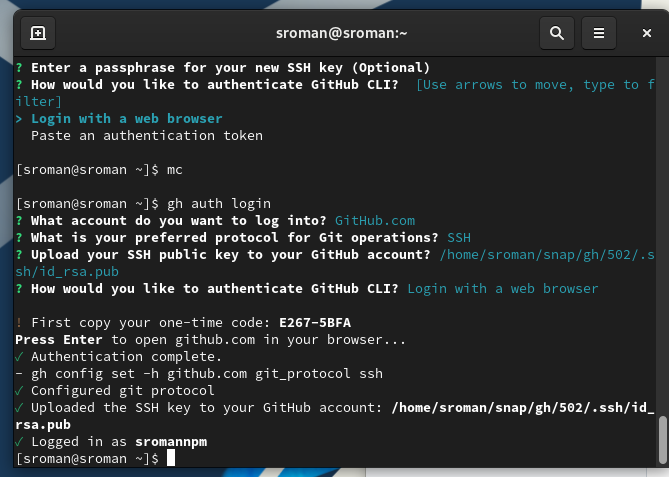 sroman@sroman:~
? Enter a passphrase for your new SSH key (Optional)
? How would you like to authenticate GitHub CLI?  [Use arrows to move, type to f
ilter]
> Login with a web browser
  Paste an authentication token
[sroman@sroman ~]$ mc
[sroman@sroman ~]$ gh auth login
? What account do you want to log into? GitHub.com
? What is your preferred protocol for Git operations? SSH
? Upload your SSH public key to your GitHub account? /home/sroman/snap/gh/502/.s
sh/id_rsa.pub
? How would you like to authenticate GitHub CLI? Login with a web browser
! First copy your one-time code: E267-5BFA
Press Enter to open github.com in your browser...
✓ Authentication complete.
- gh config set -h github.com git_protocol ssh
✓ Configured git protocol
✓ Uploaded the SSH key to your GitHub account: /home/sroman/snap/gh/502/.ssh/id_
rsa.pub
✓ Logged in as sromannpm
[sroman@sroman ~]$